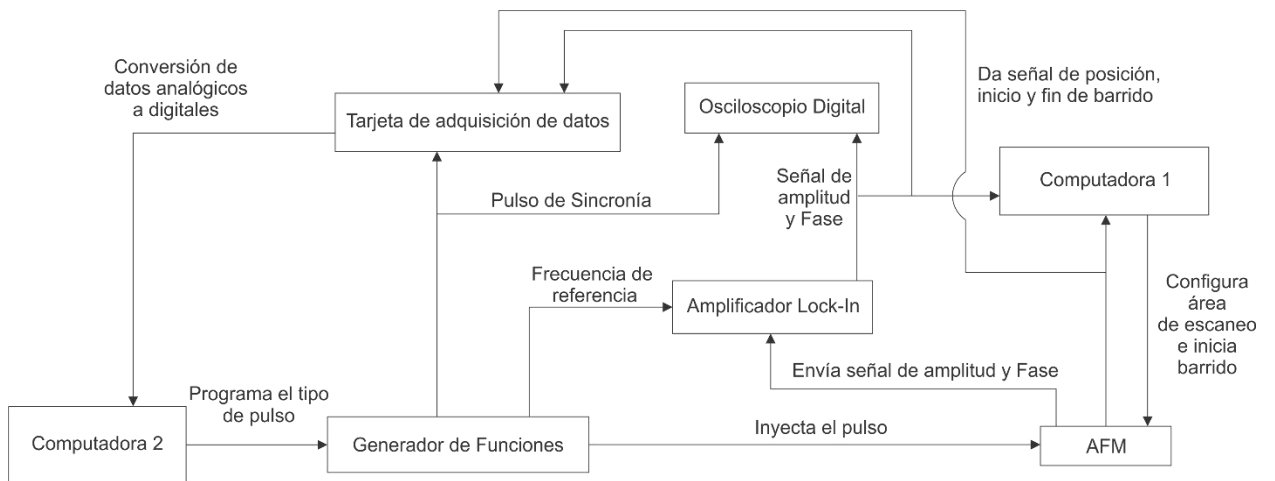 Conversión de
datos analógicos
a digitales
Tarjeta de adquisición de datos
Osciloscopio Digital
Da señal de posición,
inicio y fin de barrido
Computadora 1
Señal de
amplitud
y Fase
Pulso de Sincronía
Frecuencia de
referencia
Amplificador Lock-In
Configura
área
de escaneo
e inicia
barrido
Envía señal de amplitud y Fase
Programa el tipo
de pulso
Computadora 2
Generador de Funciones
Inyecta el pulso
AFM